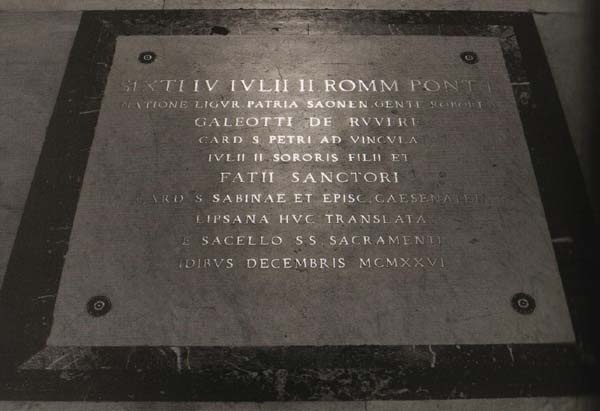 SIXTI IV IVLII II ROMM PONT
NATIONE LIGVR PATRIA SAONEN GENTE ROBOREA
GALEOTTI DE RVVERE
CARD S PETRI AD VINCVLA
IVLII II SORORIS FILII ET
FATII SANCTORI
CARD S SABINAE ET EPISC CAESENATEN
LIPSANA HVC TRANSLATA
E SACELLO SS SACRAMENTI
IDIBVS DECEMBRIS MCMXXVI